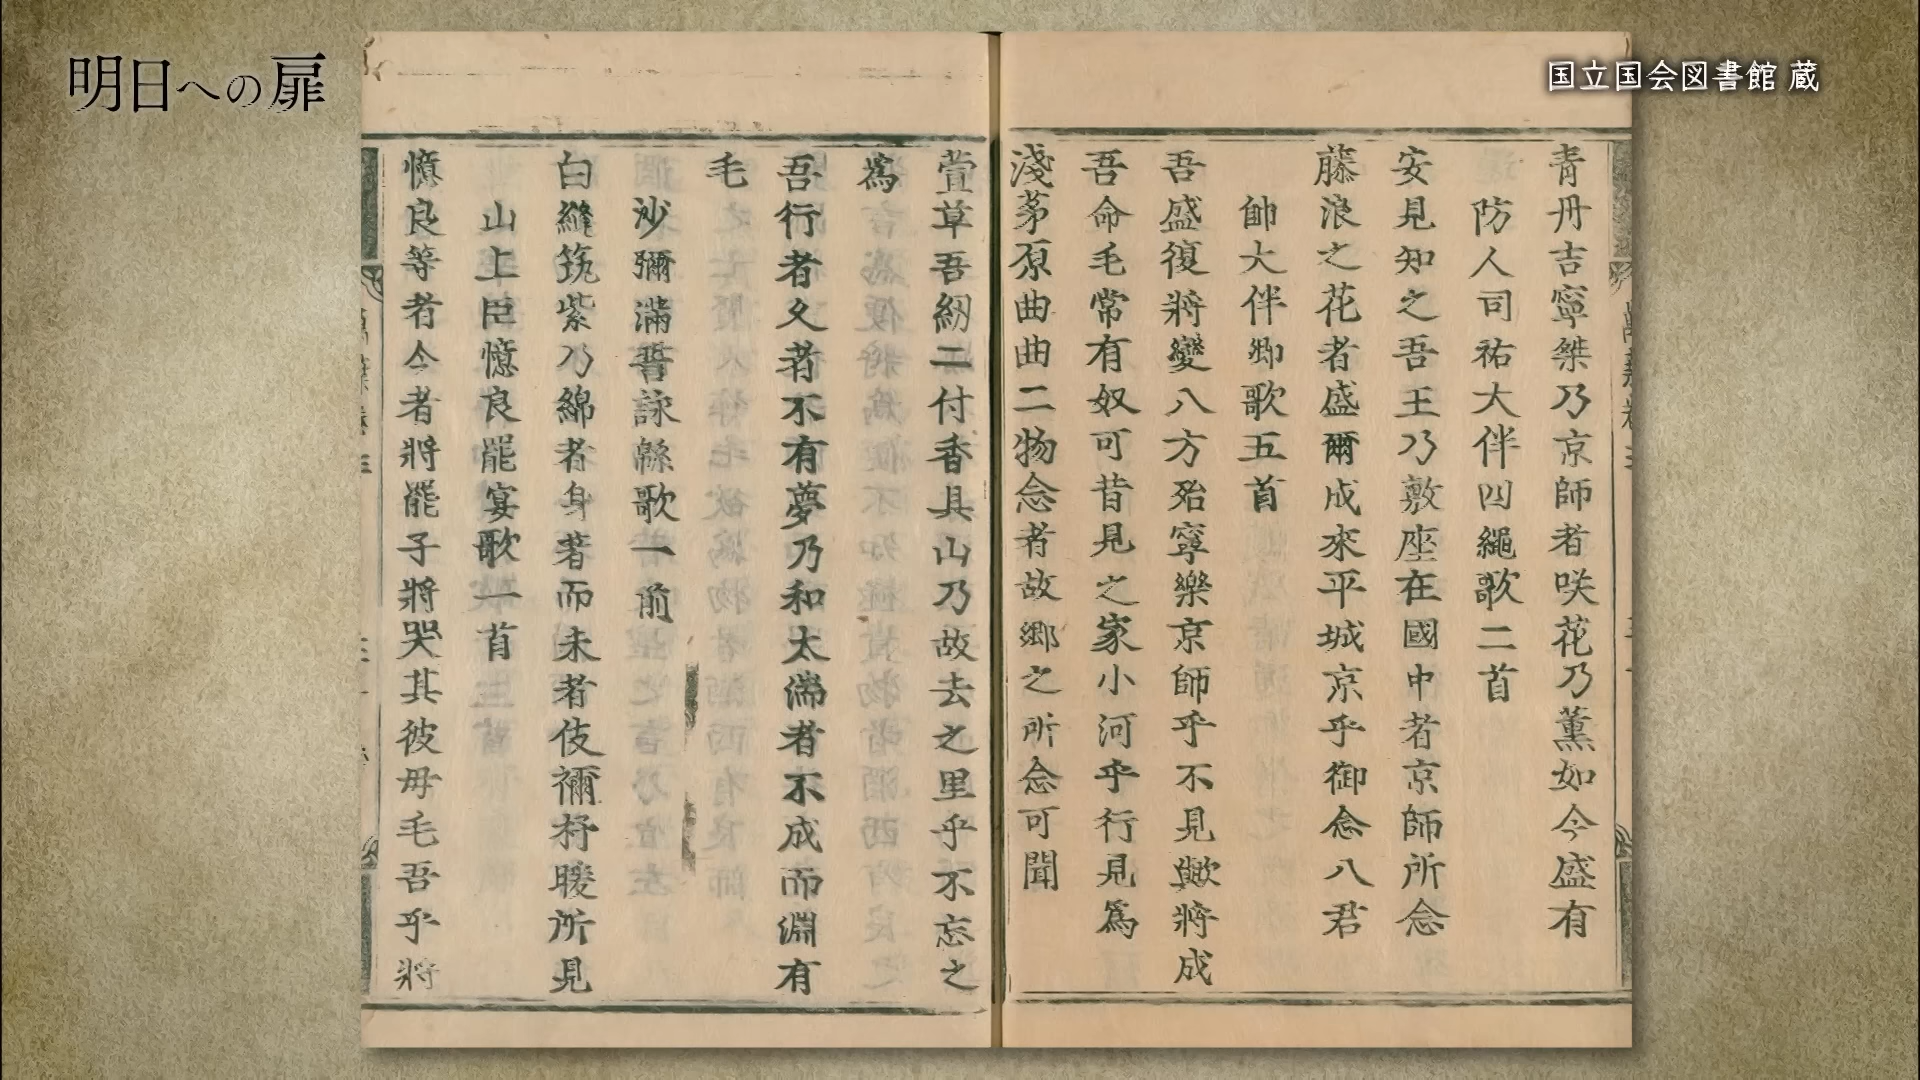 明日への扉
国立国会図書館 蔵
青丹吉寧桀乃京師者咲花乃薫如今盛有
防人司祐大伴四繩歌二首
安見知之吾王乃敷座在國中者京師所念
藤浪之花者盛爾成來平城京乎御念八君
帥大伴卿歌五首
吾盛復將變八方殆寧樂京師乎不見歟將成
吾命毛常有奴可昔見之家小河乎行見爲
淺茅原曲曲二物念者故郷之所念可聞
萱草吾紉二付香具山乃故去之里乎不忘之
爲
吾行者久者不有夢乃和太湍者不成而淵有
毛
沙彌滿誓詠緜歌一首
白縫筑紫乃綿者身著而未者伎禰杼暖所見
山上臣憶良罷宴歌一首
憶良等者今者將罷子將哭其彼母毛吾乎將